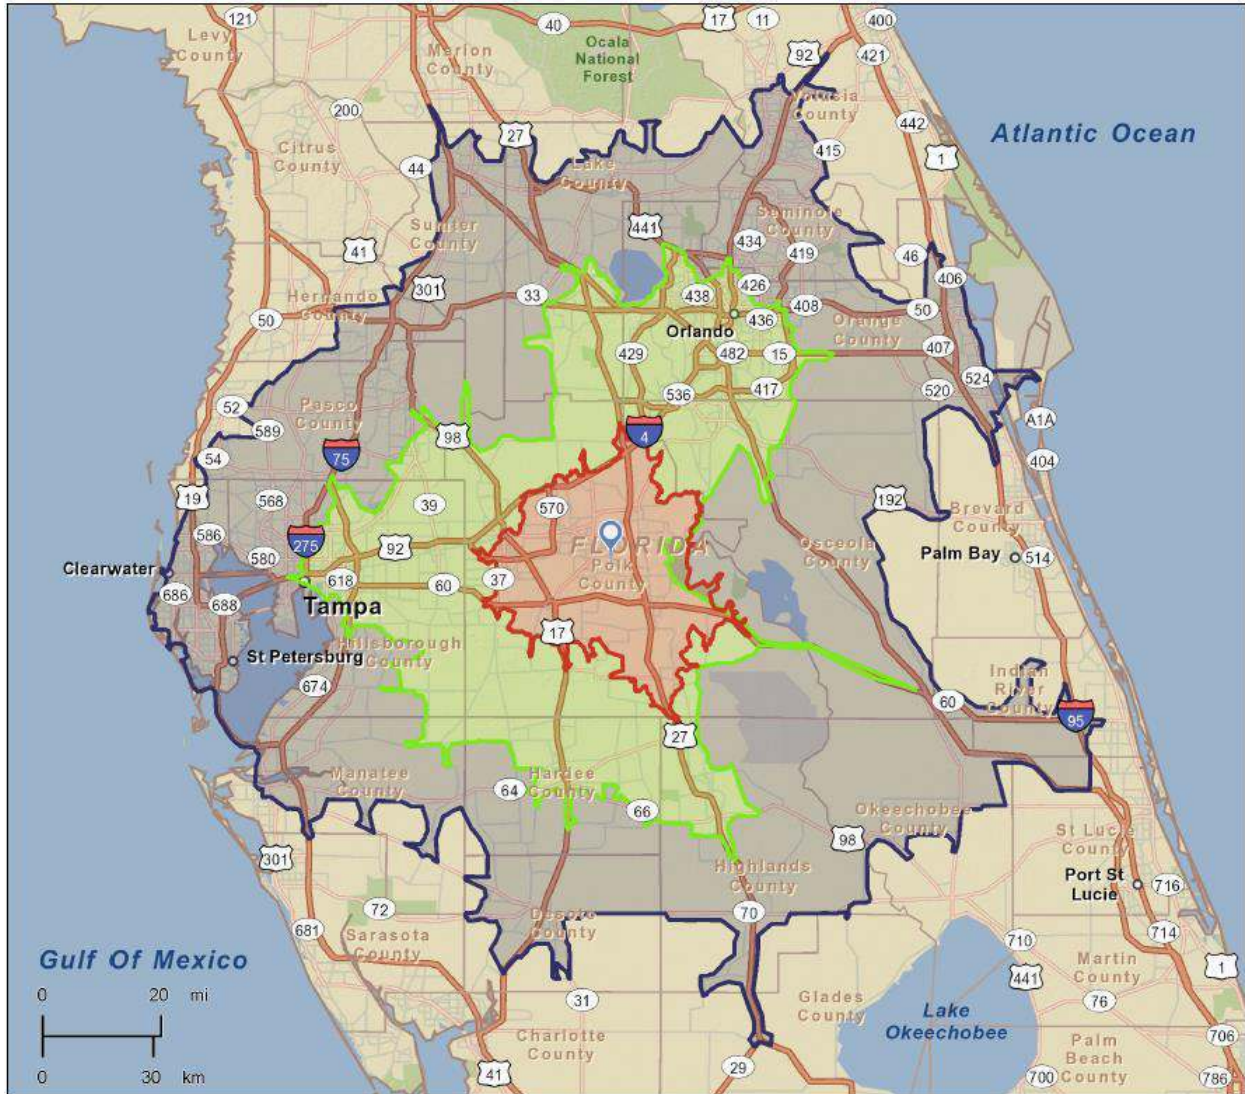 121
Levy
County
40
17
11
400
Marion
County
Ocala
National
Forest
92
421
200
Volusia
County
442
27
Citrus
County
415
1
Atlantic Ocean
44
Lake
County
Seminole
County
441
Sumter
County
434
419
41
46
301
426
406
Hernando
County
33
438
408
50
50
Orlando
436
Orange
County
429
482
15
407
524
536
417
520
52
Pasco
County
589
98
4
A1A
54
75
404
19
568
39
570
192
Brevard
County
586
275
92
FLORIDA
Osceola
County
Palm Bay
514
580
Clearwater
618
60
37
Polk
County
686
688
Tampa
17
Hillsborough
County
St Petersburg
674
Indian
River
County
60
95
27
Manatee
County
Hardee
County
64
66
Okeechobee
County
98
St Lucie
County
301
Highlands
County
Port St
Lucie
716
72
Desoto
County
70
681
Sarasota
County
710
714
Gulf Of Mexico
Martin
County
441
1
0 20 mi
31
Glades
County
76
Lake
Okeechobee
Charlotte
County
706
Palm
Beach
County
0 30 km
41
29
700
786